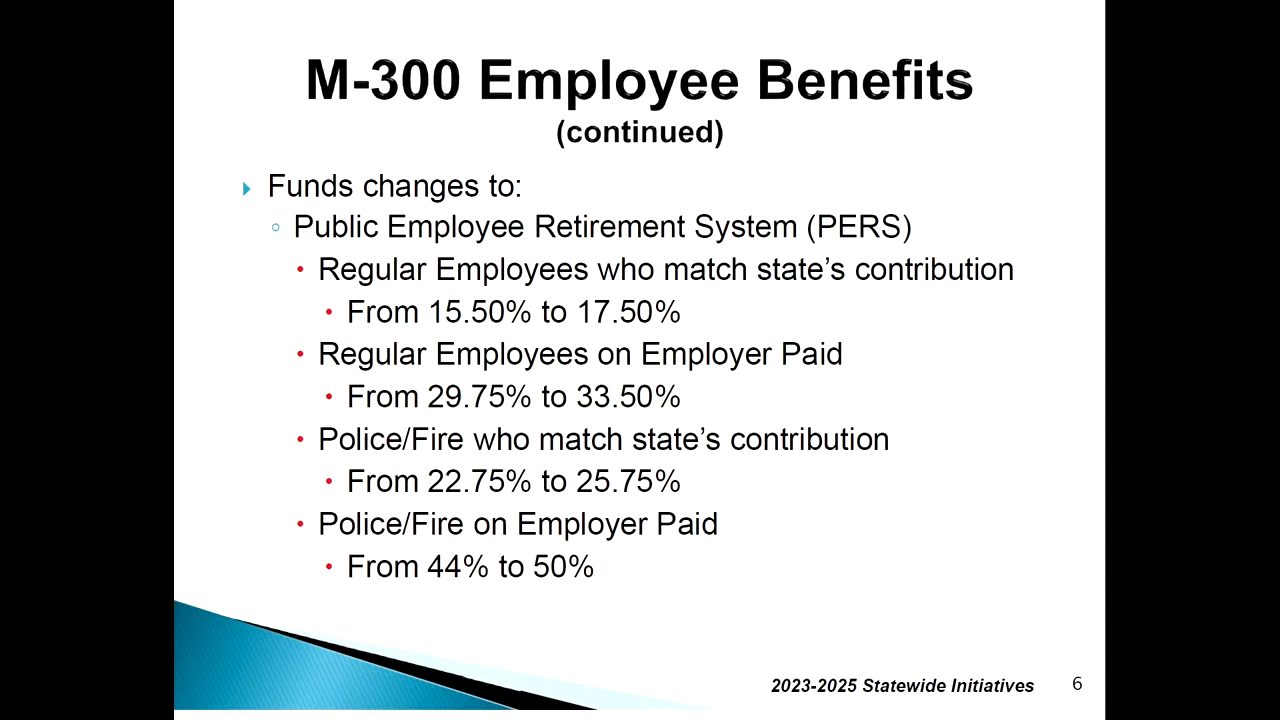 M-300 Employee Benefits
(continued)
Funds changes to:
Public Employee Retirement System (PERS)
Regular Employees who match state’s contribution
From 15.50% to 17.50%
Regular Employees on Employer Paid
From 29.75% to 33.50%
Police/Fire who match state’s contribution
From 22.75% to 25.75%
Police/Fire on Employer Paid
From 44% to 50%
2023-2025 Statewide Initiatives 6